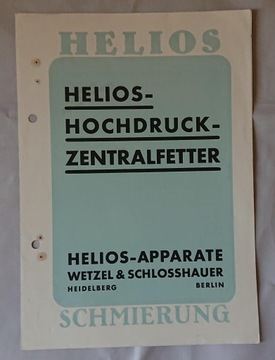 HELIOS
HELIOS-
HOCHDRUCK-
ZENTRALFETTER
HELIOS-APPARATE
WETZEL & SCHLOSSHAUER
HEIDELBERG BERLIN
SCHMIERUNG